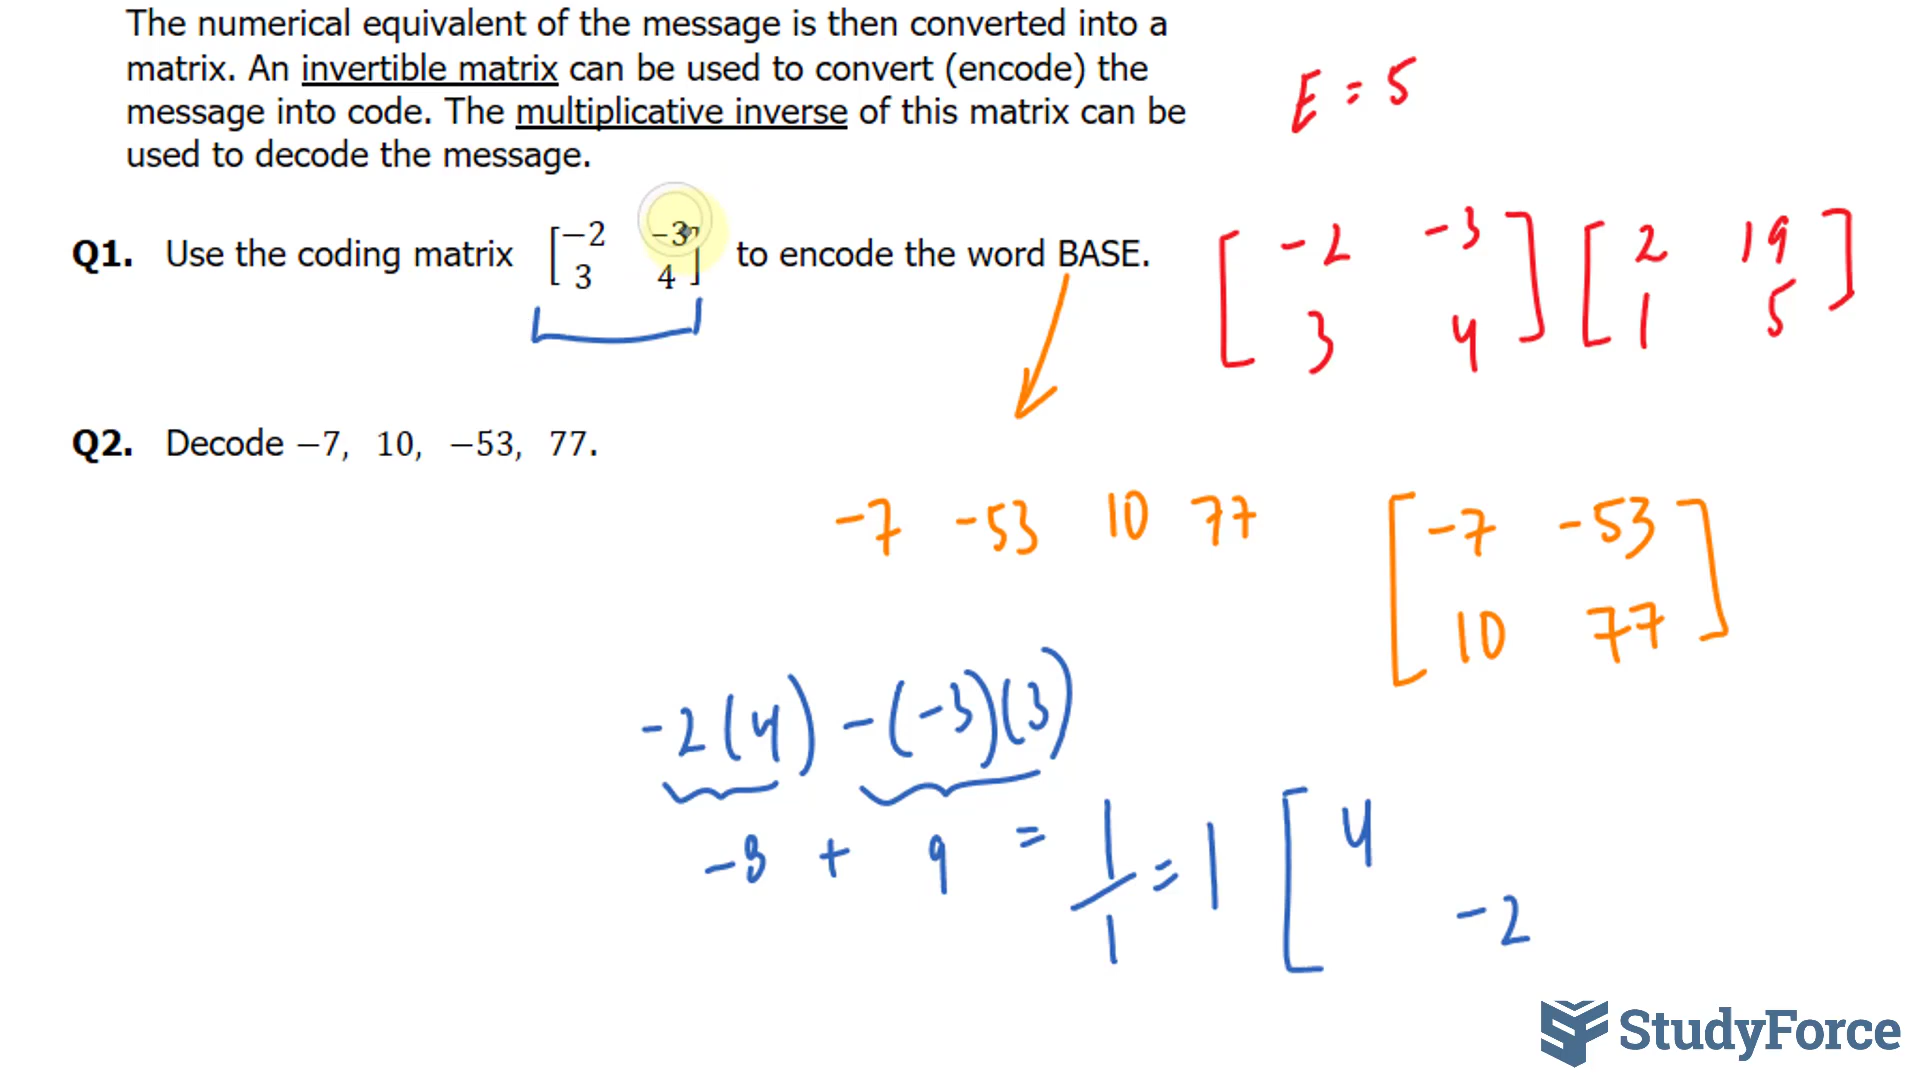 The numerical equivalent of the message is then converted into a
matrix. An invertible matrix can be used to convert (encode) the
message into code. The multiplicative inverse of this matrix can be
used to decode the message.
E = 5
Q1. Use the coding matrix [−2 −3
3 4] to encode the word BASE.
[-2 -3
3 4] [2 19
1 5]
Q2. Decode −7, 10, −53, 77.
-7 -53 10 77
[-7 -53
10 77]
-2(4) -(-3)(3)
-8 + 9 = 1/1 = 1 [4
-2
StudyForce